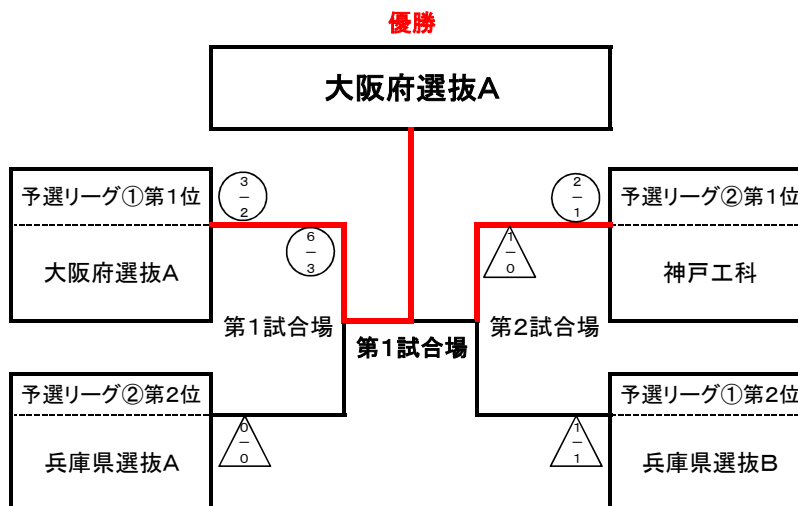 優勝
大阪府選抜A
予選リーグ①第1位
3
－
2
2
－
1
予選リーグ②第1位
大阪府選抜A
6
－
3
1
－
0
神戸工科
第1試合場
第1試合場
第2試合場
予選リーグ②第2位
予選リーグ①第2位
兵庫県選抜A
0
－
0
1
－
1
兵庫県選抜B